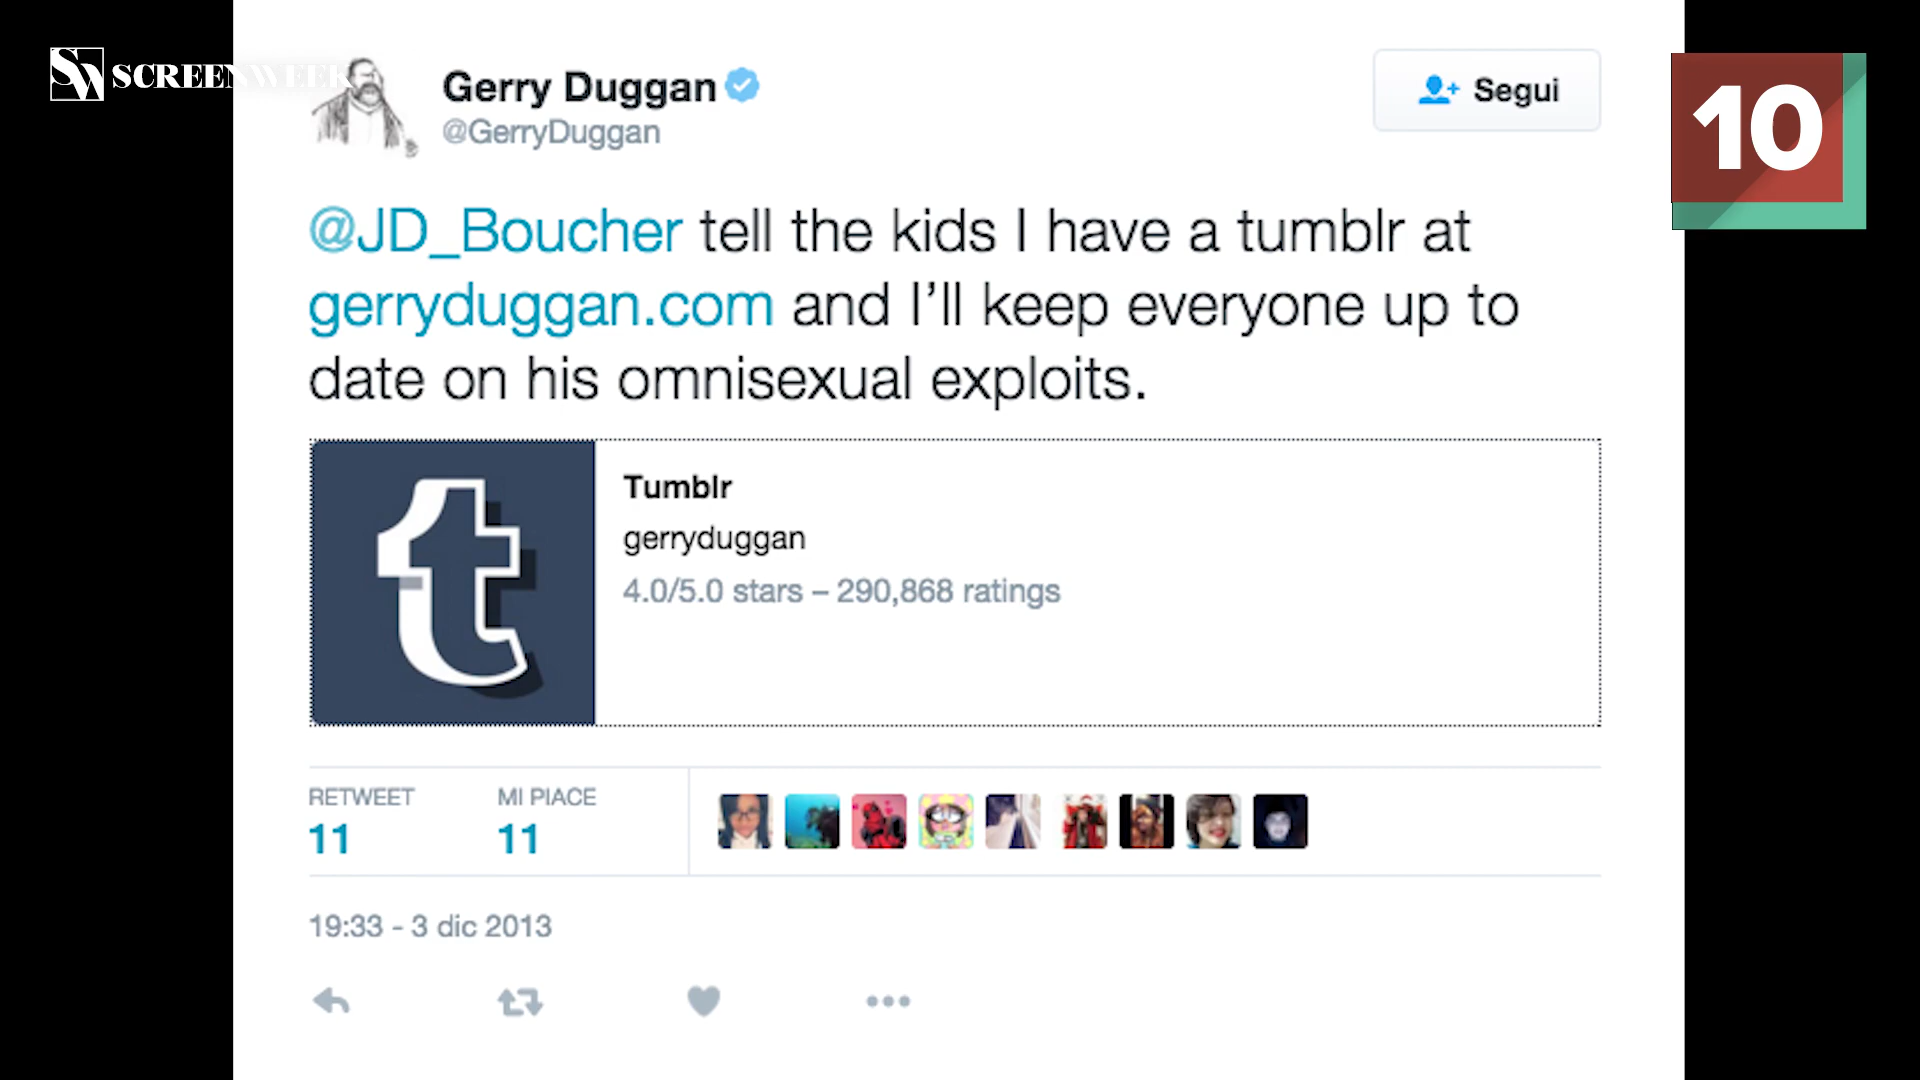 SCREENWEEK
10
Gerry Duggan
@GerryDuggan
Segui
@JD_Boucher tell the kids I have a tumblr at
gerryduggan.com and I’ll keep everyone up to
date on his omnisexual exploits.
t
Tumblr
gerryduggan
4.0/5.0 stars – 290,868 ratings
RETWEET
MI PIACE
11
11
19:33 - 3 dic 2013